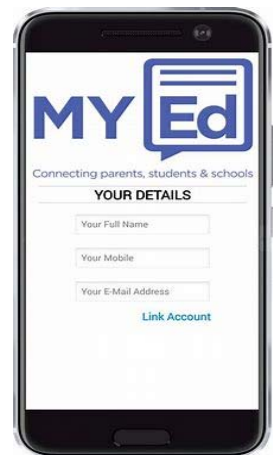 MY Ed
Connecting parents, students & schools
YOUR DETAILS
Your Full Name
Your Mobile
Your E-Mail Address
Link Account